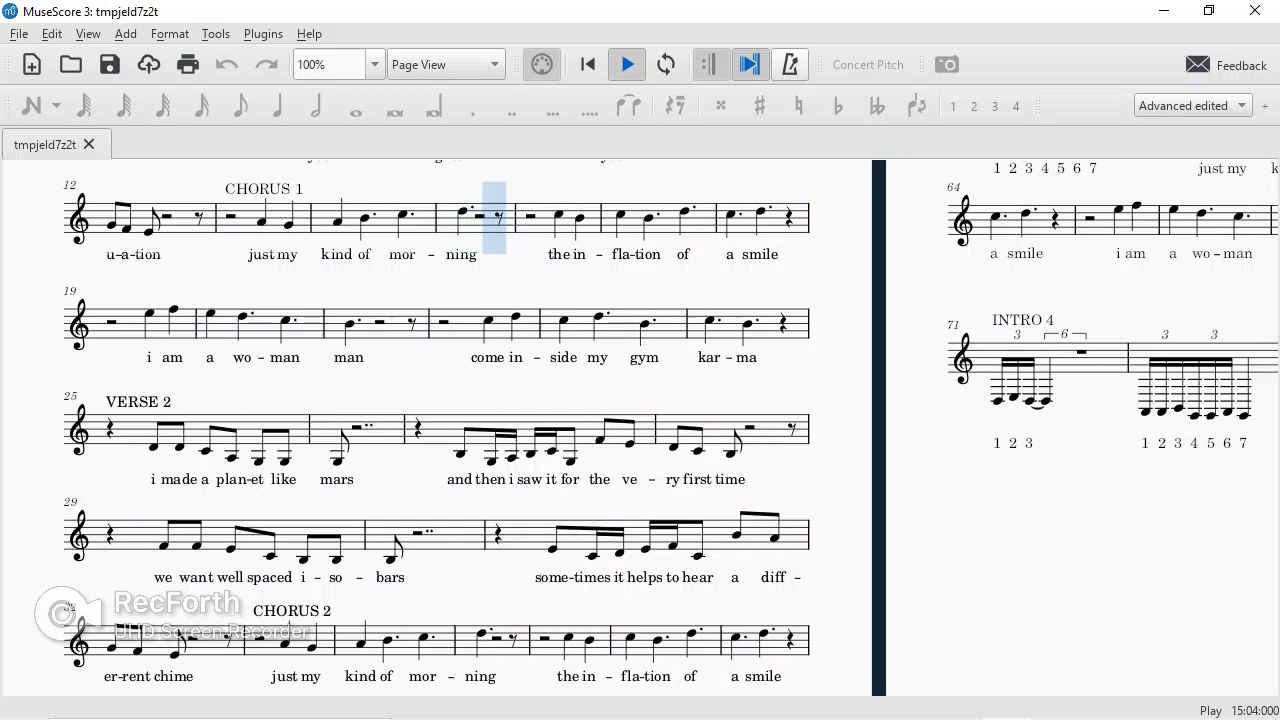 MuseScore 3: tmpjeld7z2t
File Edit View Add Format Tools Plugins Help
100% Page View Concert Pitch Feedback
1 2 3 4 Advanced edited
tmpjeld7z2t
12 CHORUS 1
u-a-tion just my kind of mor - ning the in - fla-tion of a smile
19
i am a wo-man man come in- side my gym kar-ma
25 VERSE 2
i made a plan-et like mars and then i saw it for the ve - ry first time
29
we want well spaced i - so - bars some-times it helps to hear a diff -
32 CHORUS 2
er-rent chime just my kind of mor - ning the in - fla-tion of a smile
1 2 3 4 5 6 7 just my
64
a smile i am a wo-man
71 INTRO 4
3 6 3 3
1 2 3 1 2 3 4 5 6 7
RecForth
UHD Screen Recorder
Play 15:04:000